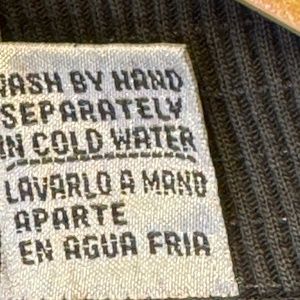 WASH BY HAND
SEPARATELY
IN COLD WATER
LAVARLO A MANO
APARTE
EN AGUA FRIA